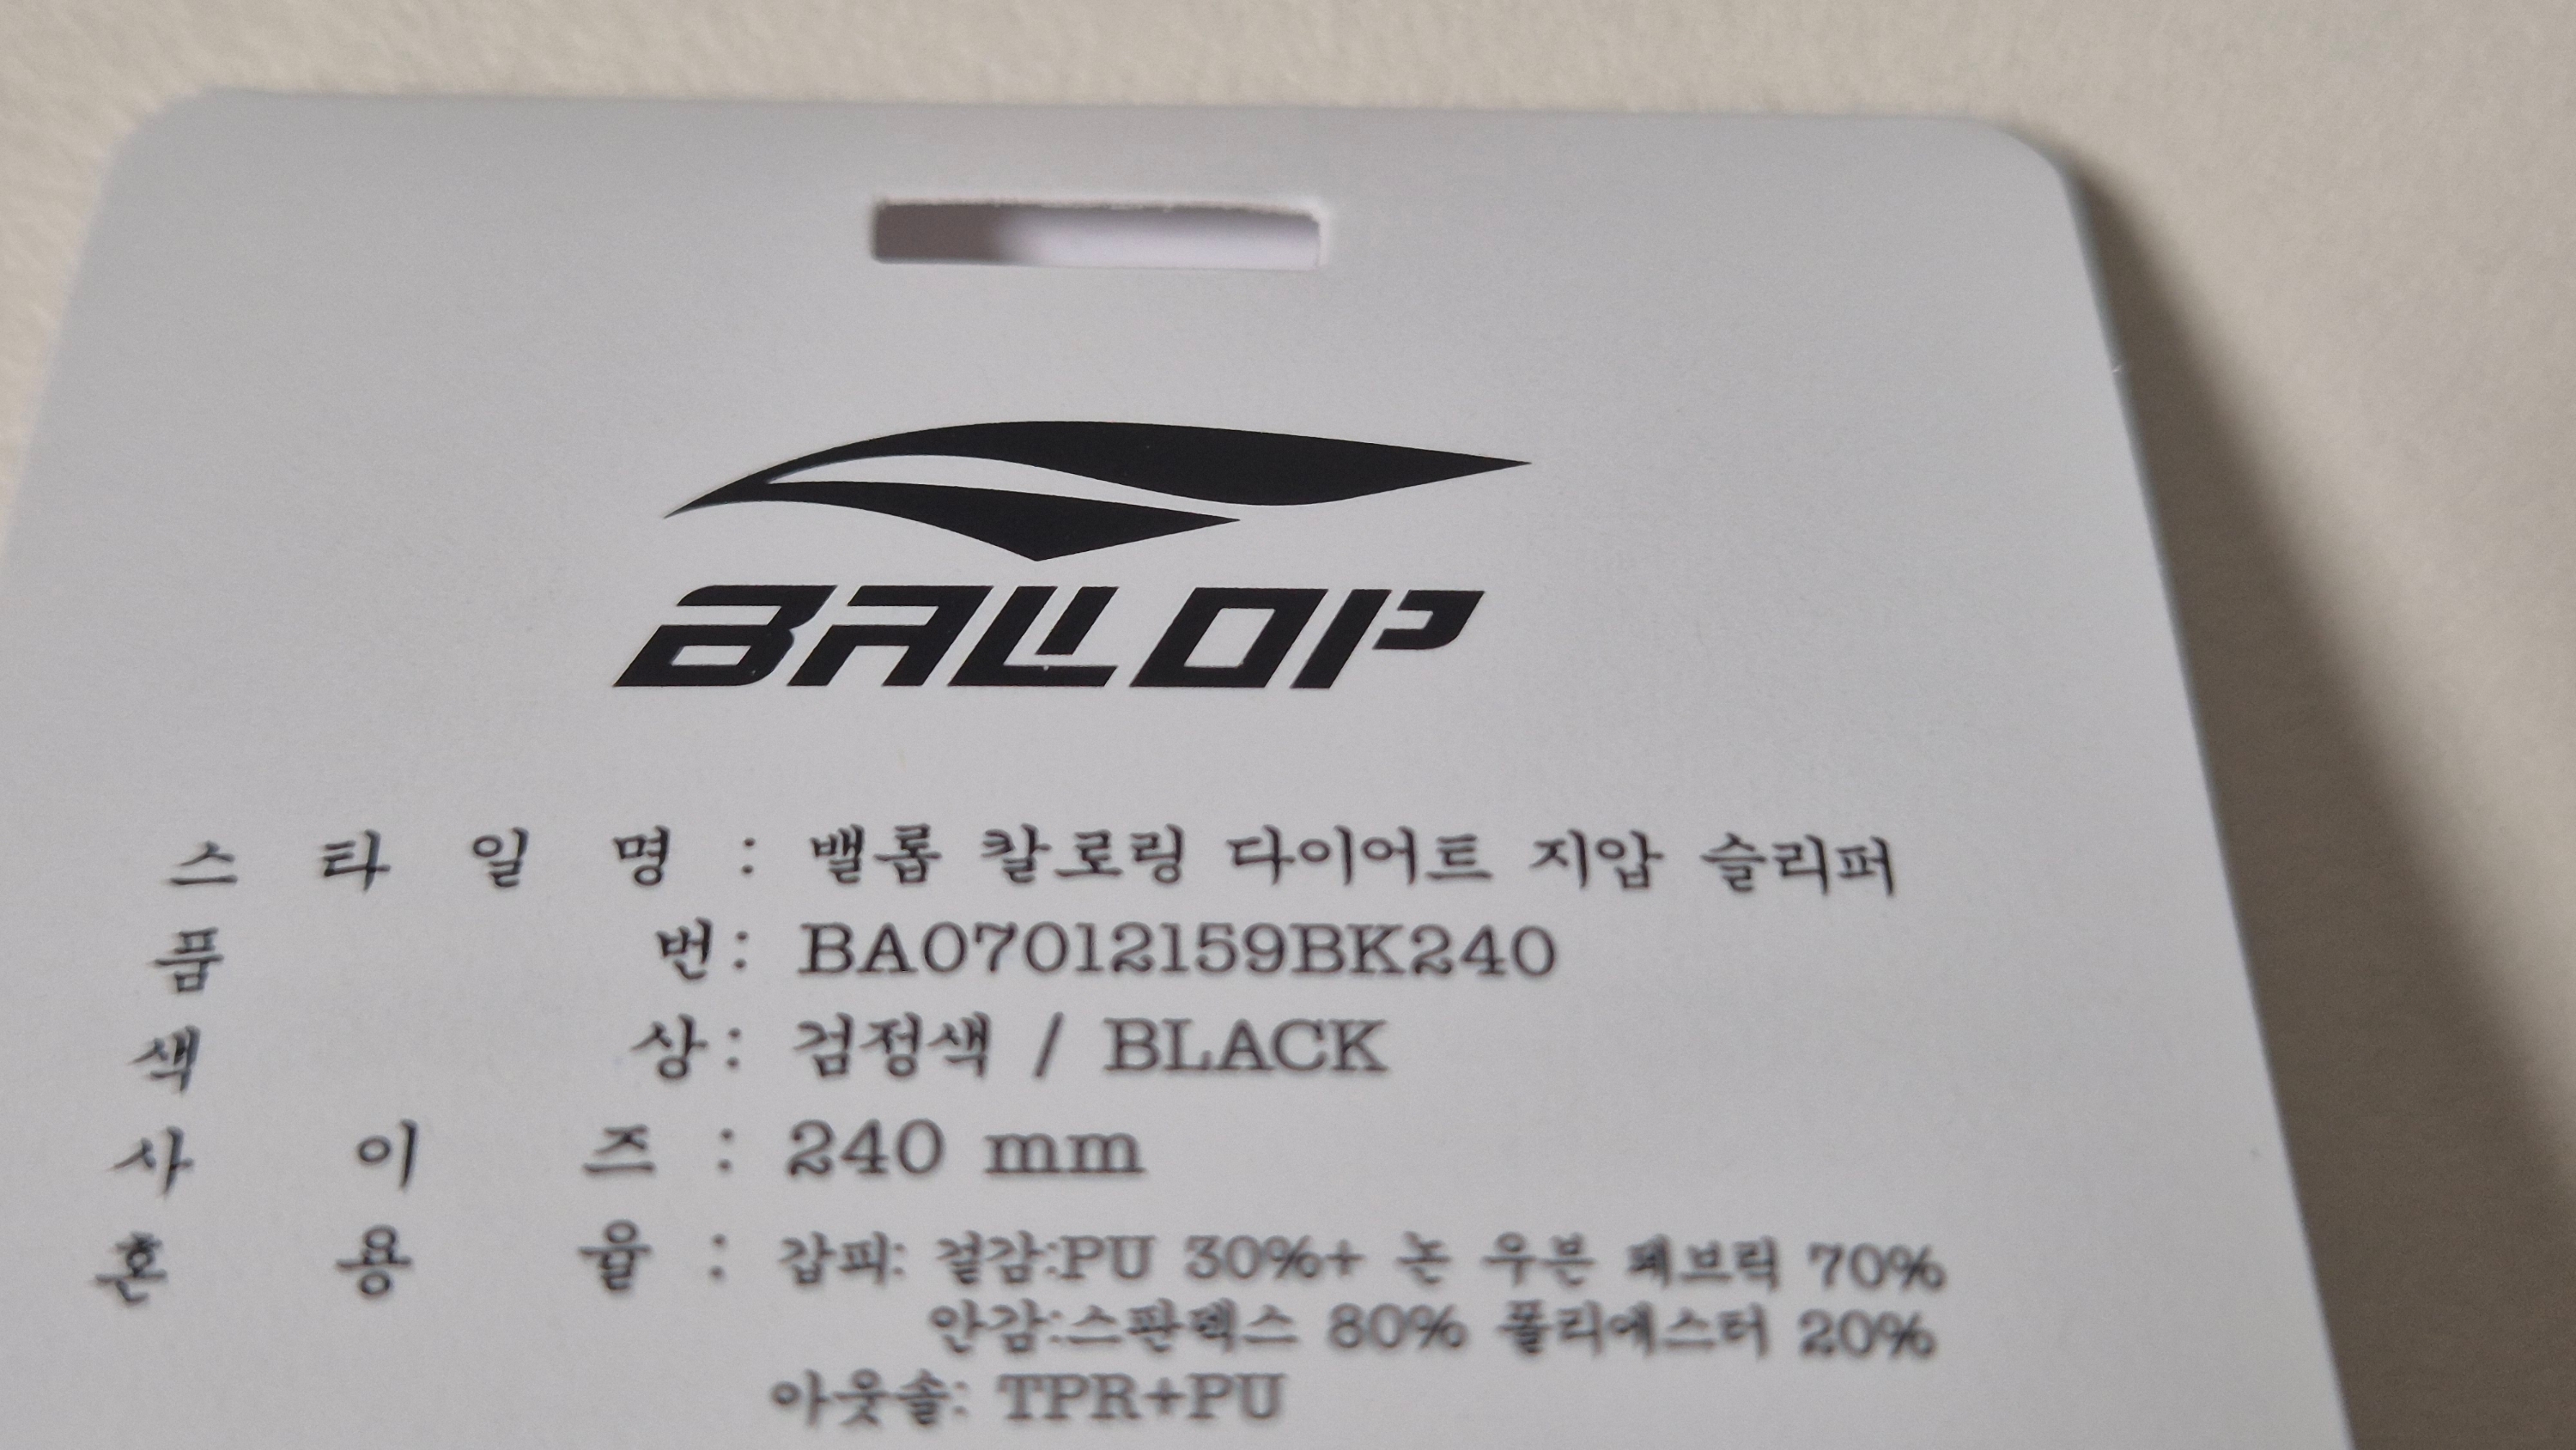 BALLOP
스 타 일 명 : 밸롭 칼로링 다이어트 지압 슬리퍼
품 번: BA07012159BK240
색 상: 검정색 / BLACK
사 이 즈 : 240 mm
혼 용 율 : 갑피: 겉감:PU 30%+ 논 우븐 패브릭 70%
안감:스판덱스 80% 폴리에스터 20%
아웃솔: TPR+PU